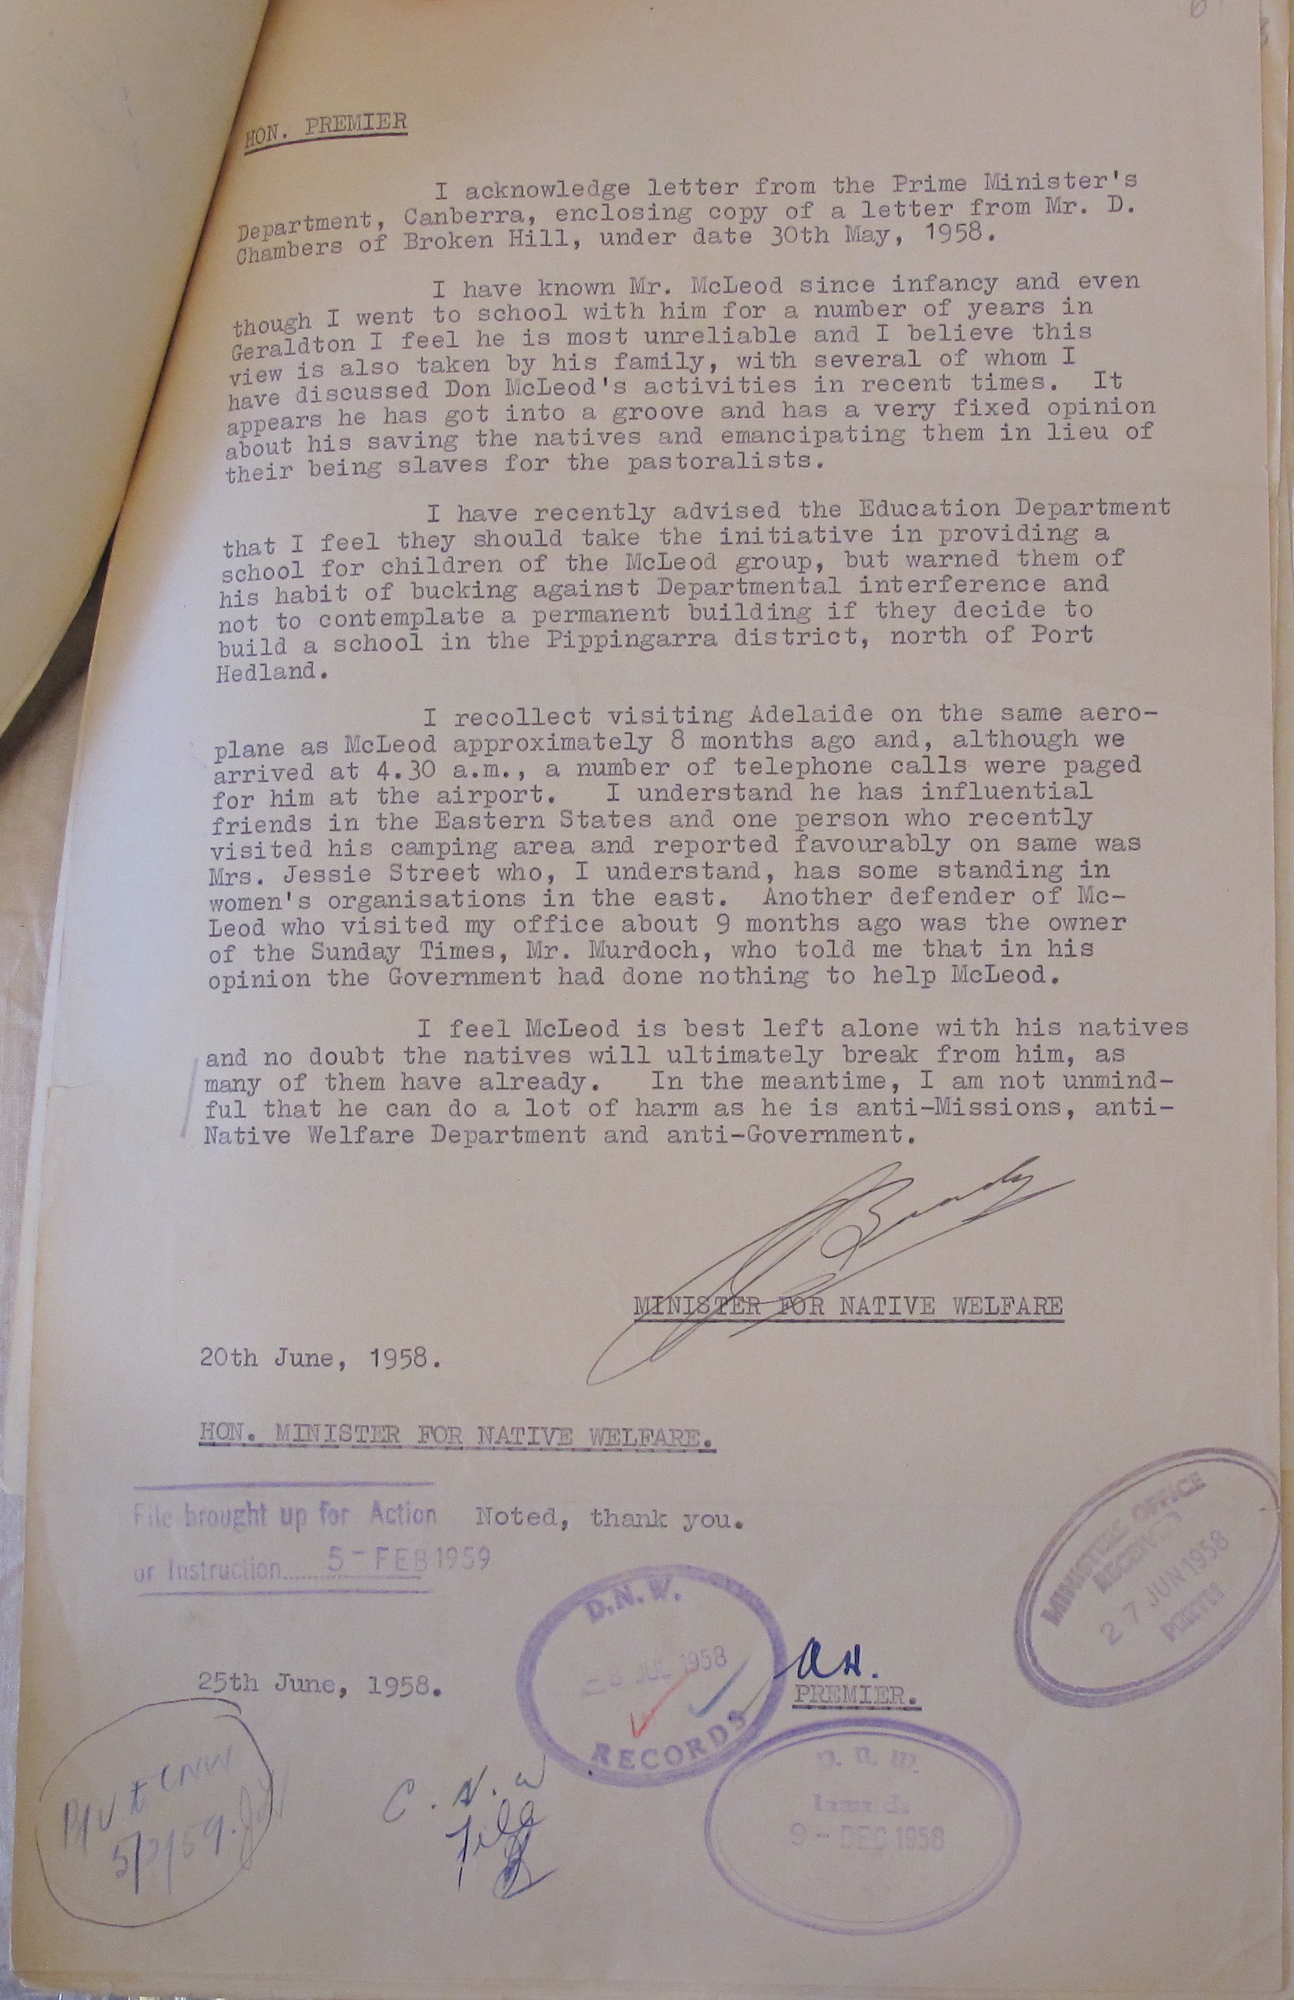 HON. PREMIER
I acknowledge letter from the Prime Minister's
Department, Canberra, enclosing copy of a letter from Mr. D.
Chambers of Broken Hill, under date 30th May, 1958.
I have known Mr. McLeod since infancy and even
though I went to school with him for a number of years in
Geraldton I feel he is most unreliable and I believe this
view is also taken by his family, with several of whom I
have discussed Don McLeod's activities in recent times. It
appears he has got into a groove and has a very fixed opinion
about his saving the natives and emancipating them in lieu of
their being slaves for the pastoralists.
I have recently advised the Education Department
that I feel they should take the initiative in providing a
school for children of the McLeod group, but warned them of
his habit of bucking against Departmental interference and
not to contemplate a permanent building if they decide to
build a school in the Pippingarra district, north of Port
Hedland.
I recollect visiting Adelaide on the same aero-
plane as McLeod approximately 8 months ago and, although we
arrived at 4.30 a.m., a number of telephone calls were paged
for him at the airport. I understand he has influential
friends in the Eastern States and one person who recently
visited his camping area and reported favourably on same was
Mrs. Jessie Street who, I understand, has some standing in
women's organisations in the east. Another defender of Mc-
Leod who visited my office about 9 months ago was the owner
of the Sunday Times, Mr. Murdoch, who told me that in his
opinion the Government had done nothing to help McLeod.
I feel McLeod is best left alone with his natives
and no doubt the natives will ultimately break from him, as
many of them have already. In the meantime, I am not unmind-
ful that he can do a lot of harm as he is anti-Missions, anti-
Native Welfare Department and anti-Government.
Brady
MINISTER FOR NATIVE WELFARE
20th June, 1958.
HON. MINISTER FOR NATIVE WELFARE.
File brought up for Action
or Instruction...... 5 - FEB 1959
Noted, thank you.
MINISTERS OFFICE
RECEIVED
27 JUN 1958
PERTH
D.N.W.
JUL 1958
RECORDS
25th June, 1958.
A.H.
PREMIER.
P/U to CNW
5/2/59.
C.N.W
File
D.N.W.
9 - DEC 1958